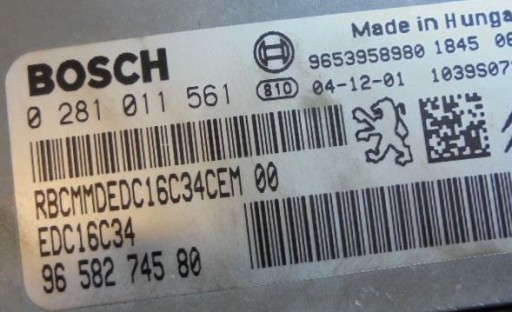 BOSCH
0 281 011 561
Made in Hunga
9653958980 1845 06
810 04-12-01 1039S07
RBCMMDEDC16C34CEM 00
EDC16C34
96 582 745 80